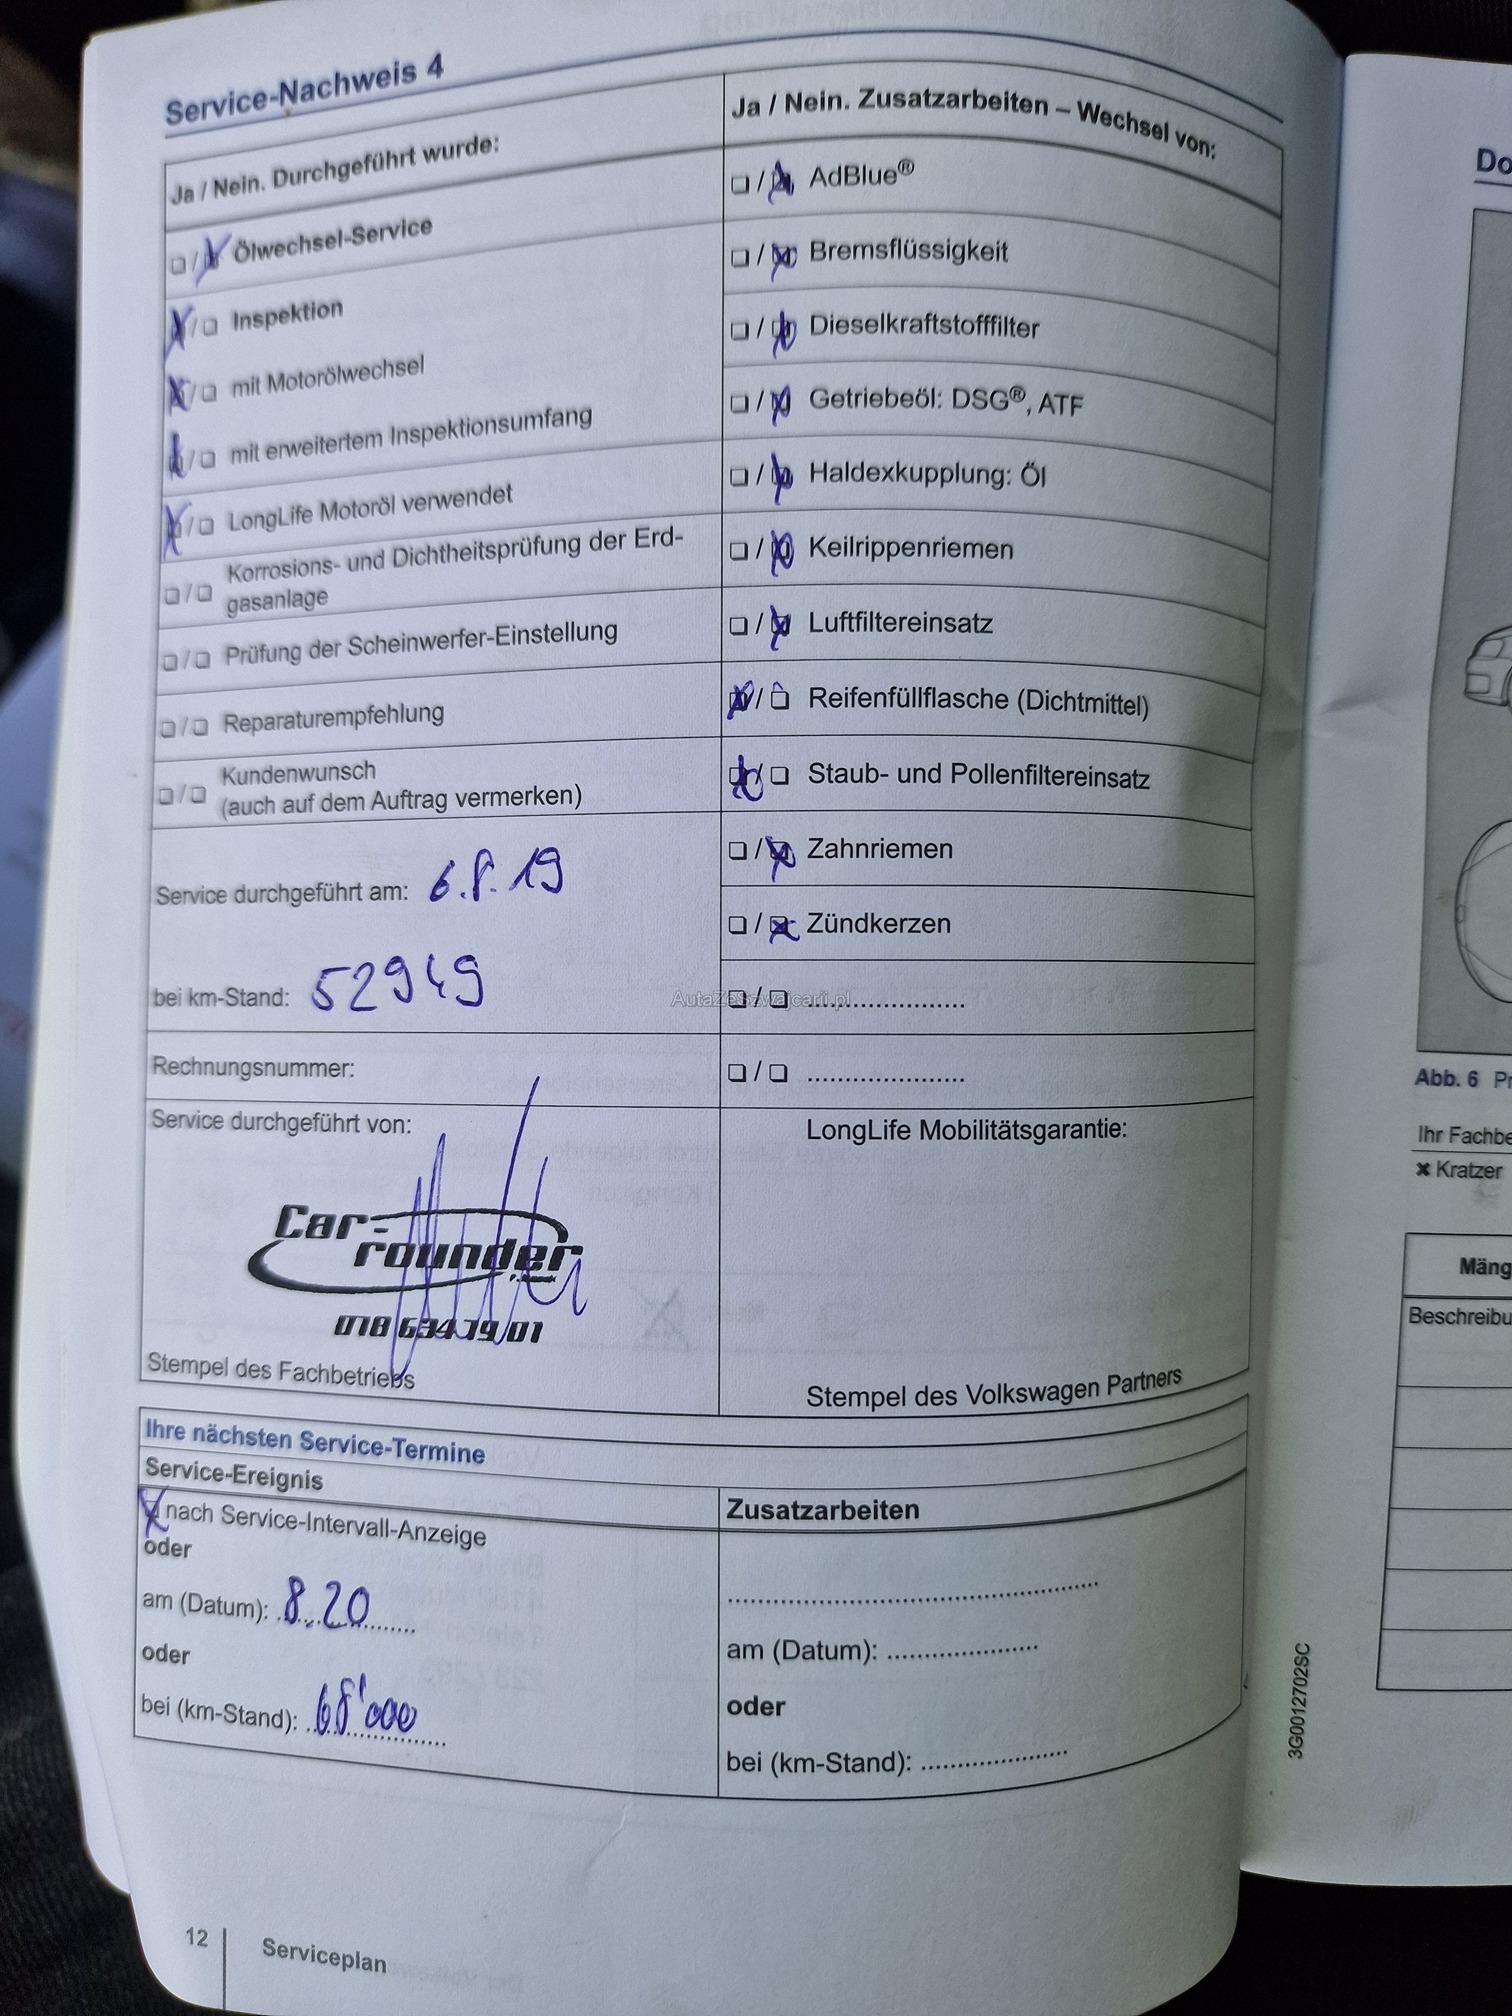 Service-Nachweis 4
Ja / Nein. Durchgeführt wurde:
❏ / ❏ Ölwechsel-Service
❏ / ❏ Inspektion
❏ / ❏ mit Motorölwechsel
❏ / ❏ mit erweitertem Inspektionsumfang
❏ / ❏ LongLife Motoröl verwendet
❏ / ❏ Korrosions- und Dichtheitsprüfung der Erd-
gasanlage
❏ / ❏ Prüfung der Scheinwerfer-Einstellung
❏ / ❏ Reparaturempfehlung
❏ / ❏ Kundenwunsch
(auch auf dem Auftrag vermerken)
Service durchgeführt am: 6.8.19
bei km-Stand: 52949
Rechnungsnummer:
Service durchgeführt von:
Car-
rounder
078 634 79 01
Stempel des Fachbetriebs
Ja / Nein. Zusatzarbeiten – Wechsel von:
❏ / ❏ AdBlue®
❏ / ❏ Bremsflüssigkeit
❏ / ❏ Dieselkraftstofffilter
❏ / ❏ Getriebeöl: DSG®, ATF
❏ / ❏ Haldexkupplung: Öl
❏ / ❏ Keilrippenriemen
❏ / ❏ Luftfiltereinsatz
❏ / ❏ Reifenfüllflasche (Dichtmittel)
❏ / ❏ Staub- und Pollenfiltereinsatz
❏ / ❏ Zahnriemen
❏ / ❏ Zündkerzen
❏ / ❏ .....................
AutaZeSzwajcarii.pl
❏ / ❏ .....................
LongLife Mobilitätsgarantie:
Stempel des Volkswagen Partners
Ihre nächsten Service-Termine
Service-Ereignis
❏ nach Service-Intervall-Anzeige
oder
am (Datum): 8.20
oder
bei (km-Stand): 68'000
Zusatzarbeiten
am (Datum): ....................
oder
bei (km-Stand): ....................
12
Serviceplan
3G0012702SC
Abb. 6
Ihr
✖ Kratzer